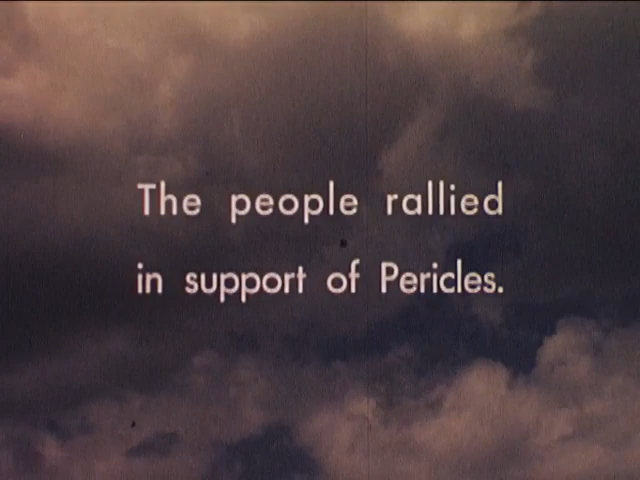 The people rallied
in support of Pericles.